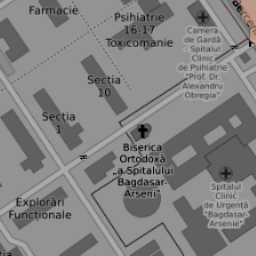 Farmacie
Psihiatrie
16-17
Toxicomanie
Camera
de Gardă
: Spitalul
Clinic
de Psihiatrie
"Prof. Dr.
Alexandru
Obregia"
Secția
10
Secția
1
Biserica
Ortodoxă
„a Spitalului
Bagdasar-
Arseni”
Explorări
Funcționale
Spitalul
Clinic
de Urgență
"Bagdasar-
Arsenie"